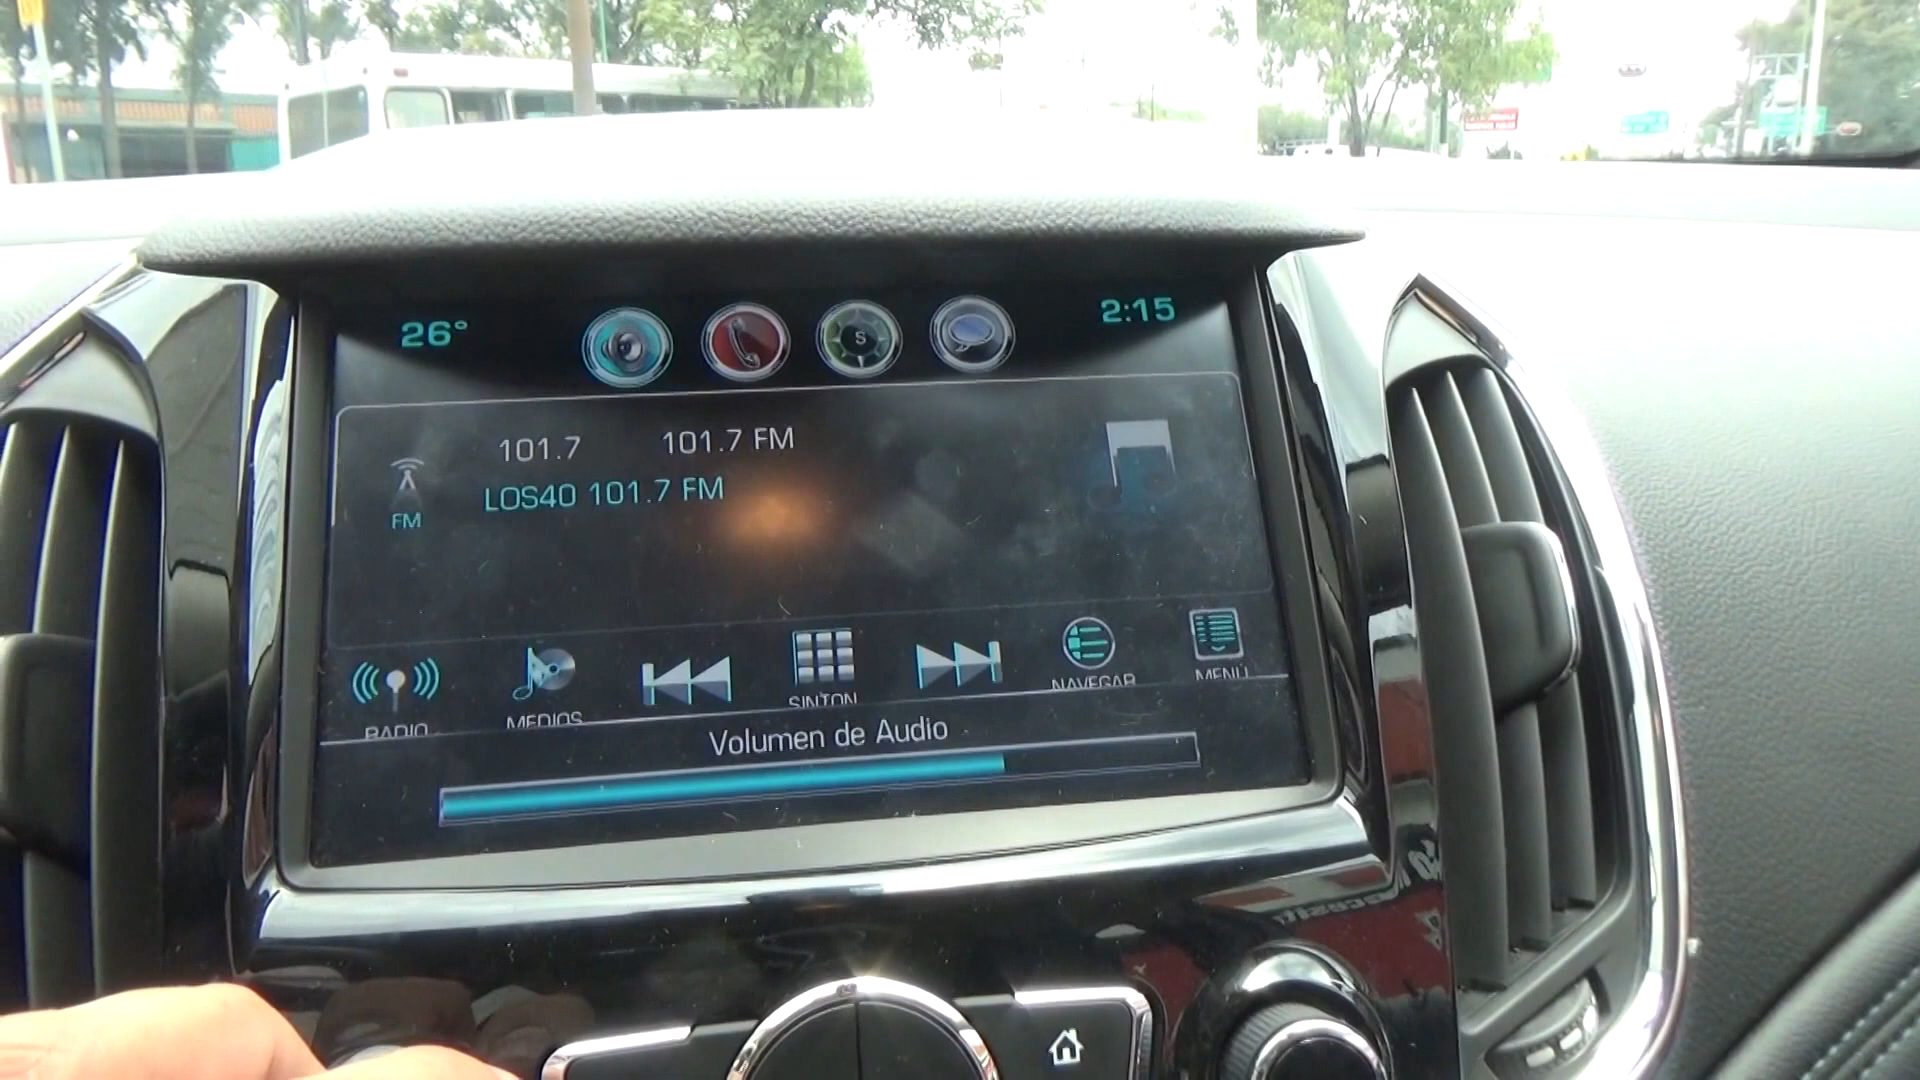 26°
S
2:15
101.7 101.7 FM
LOS40 101.7 FM
FM
RADIO
MEDIOS
SINTON
NAVEGAR
MENÚ
Volumen de Audio